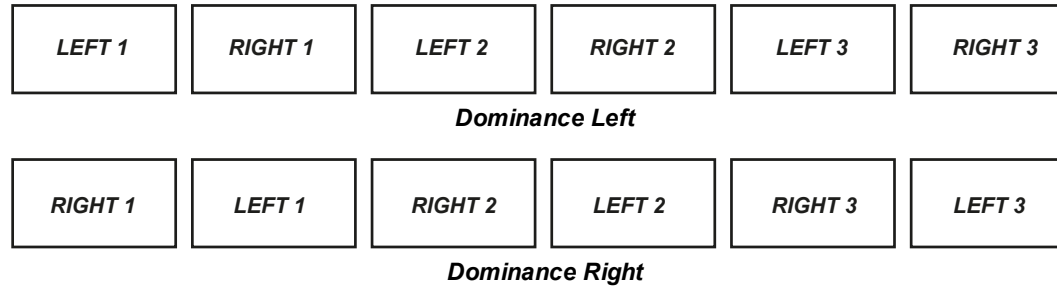 LEFT 1 RIGHT 1 LEFT 2 RIGHT 2 LEFT 3 RIGHT 3
Dominance Left
RIGHT 1 LEFT 1 RIGHT 2 LEFT 2 RIGHT 3 LEFT 3
Dominance Right